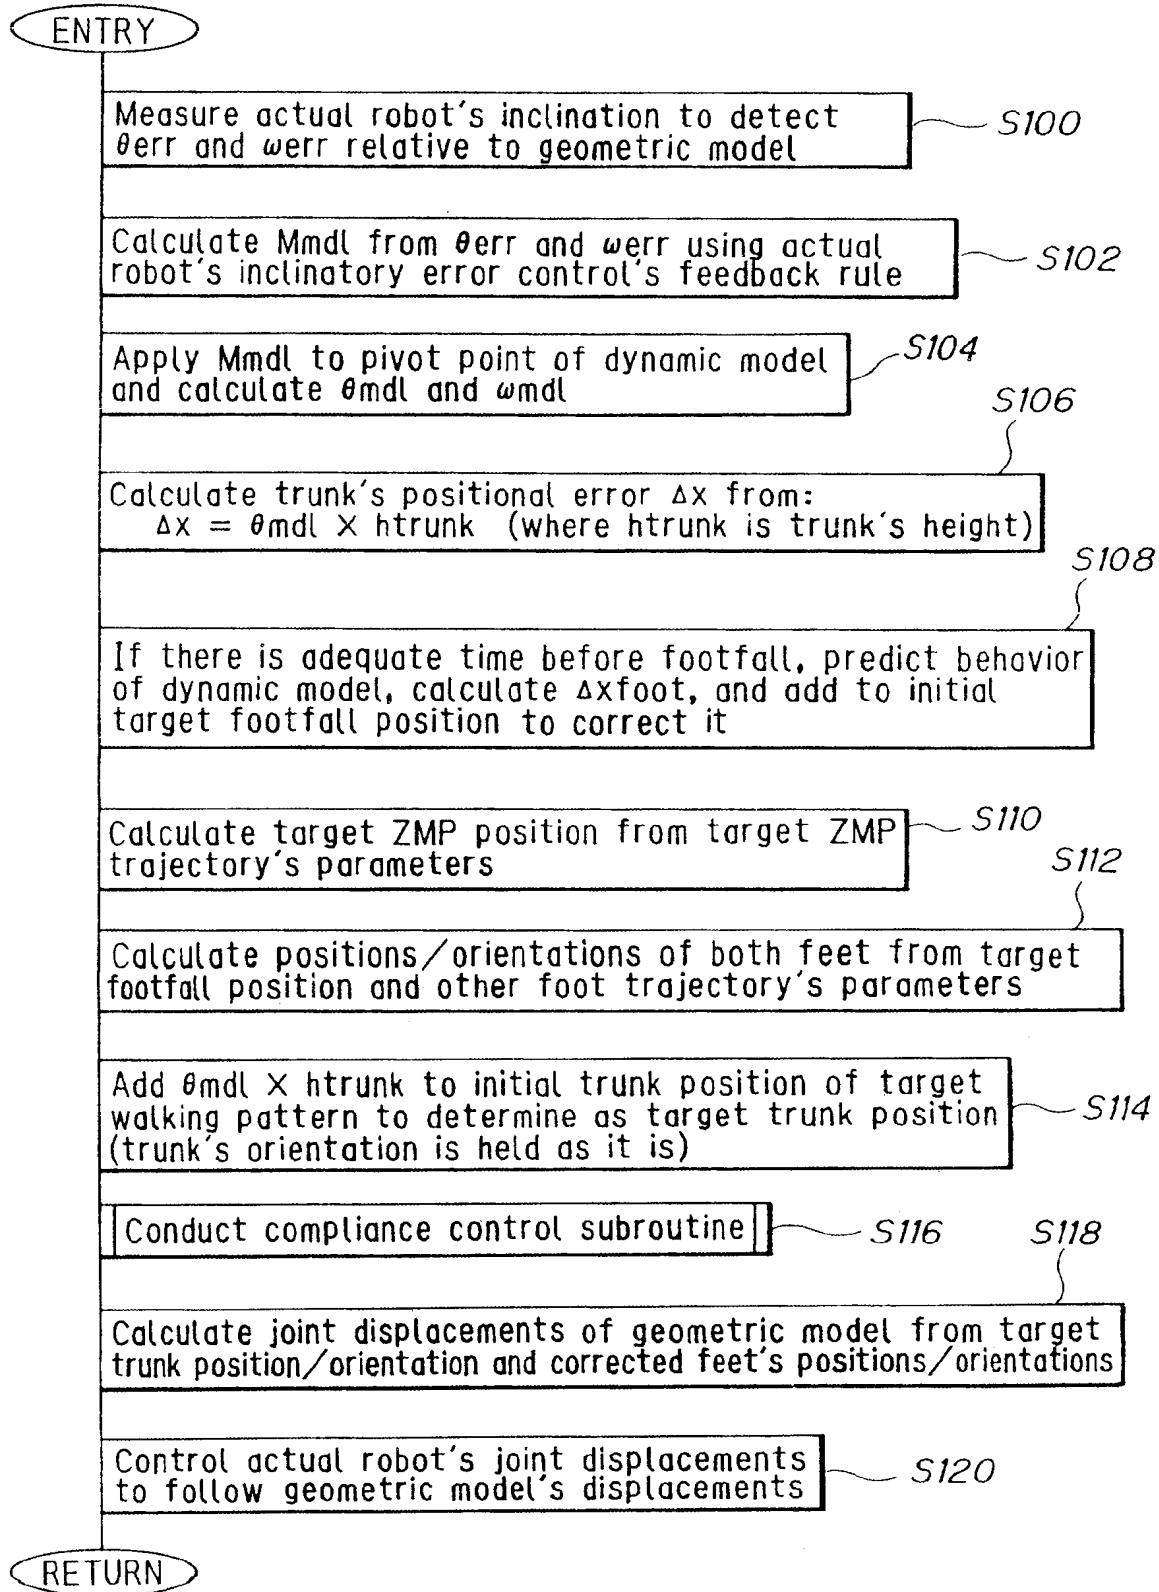 ENTRY
Measure actual robot's inclination to detect
θerr and ωerr relative to geometric model
S100
Calculate Mmdl from θerr and ωerr using actual
robot's inclinatory error control's feedback rule
S102
Apply Mmdl to pivot point of dynamic model
and calculate θmdl and ωmdl
S104
S106
Calculate trunk's positional error Δx from:
Δx = θmdl X htrunk (where htrunk is trunk's height)
S108
If there is adequate time before footfall, predict behavior
of dynamic model, calculate Δxfoot, and add to initial
target footfall position to correct it
Calculate target ZMP position from target ZMP
trajectory's parameters
S110
S112
Calculate positions/orientations of both feet from target
footfall position and other foot trajectory's parameters
Add θmdl X htrunk to initial trunk position of target
walking pattern to determine as target trunk position
(trunk's orientation is held as it is)
S114
Conduct compliance control subroutine
S116
S118
Calculate joint displacements of geometric model from target
trunk position/orientation and corrected feet's positions/orientations
Control actual robot's joint displacements
to follow geometric model's displacements
S120
RETURN